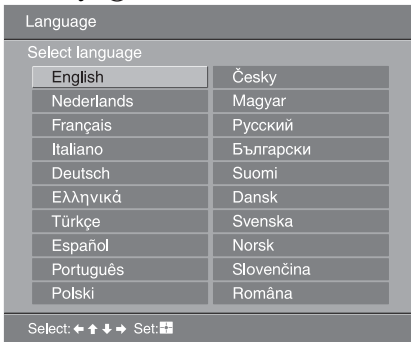 Language
Select language
English Česky
Nederlands Magyar
Français Русский
Italiano Български
Deutsch Suomi
Ελληνικά Dansk
Türkçe Svenska
Español Norsk
Português Slovenčina
Polski Româna
Select: ← ↑ ↓ → Set: